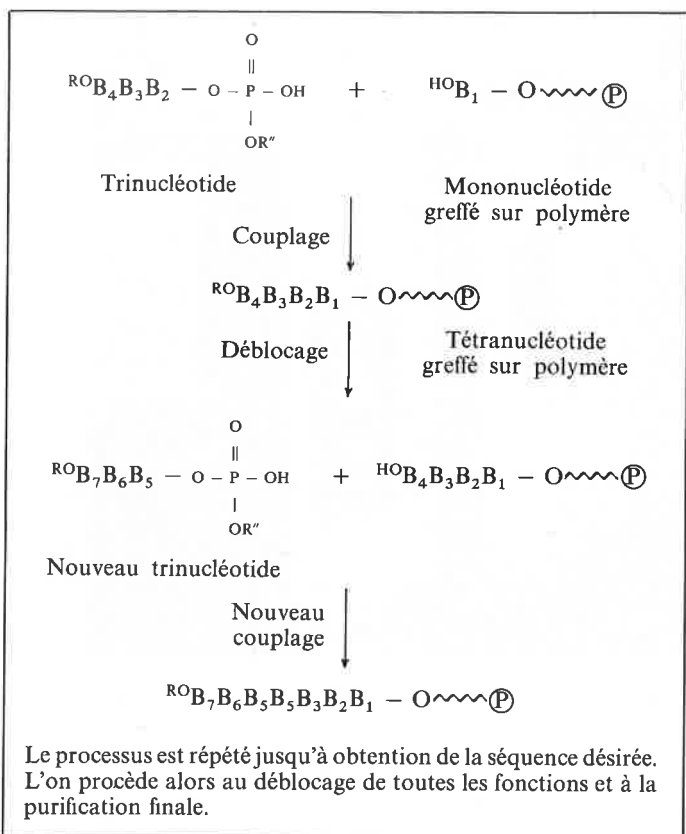 O
||
ROB4B3B2 – O – P – OH + HOB1 – O Ⓟ
|
OR"
Trinucléotide
Mononucléotide
greffé sur polymère
Couplage
ROB4B3B2B1 – O Ⓟ
Déblocage
Tétranucléotide
greffé sur polymère
O
||
ROB7B6B5 – O – P – OH + HOB4B3B2B1 – O Ⓟ
|
OR"
Nouveau trinucléotide
Nouveau
couplage
ROB7B6B5B5B3B2B1 – O Ⓟ
Le processus est répété jusqu'à obtention de la séquence désirée.
L'on procède alors au déblocage de toutes les fonctions et à la
purification finale.